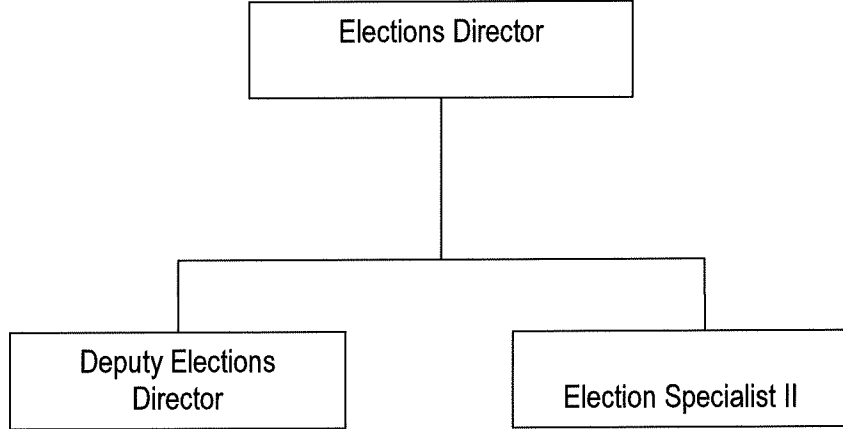 Elections Director
Deputy Elections
Director
Election Specialist II